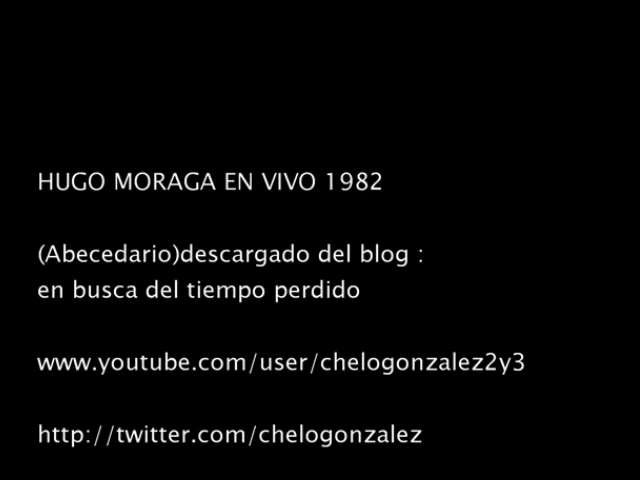 HUGO MORAGA EN VIVO 1982
(Abecedario)descargado del blog :
en busca del tiempo perdido
www.youtube.com/user/chelogonzalez2y3
http://twitter.com/chelogonzalez